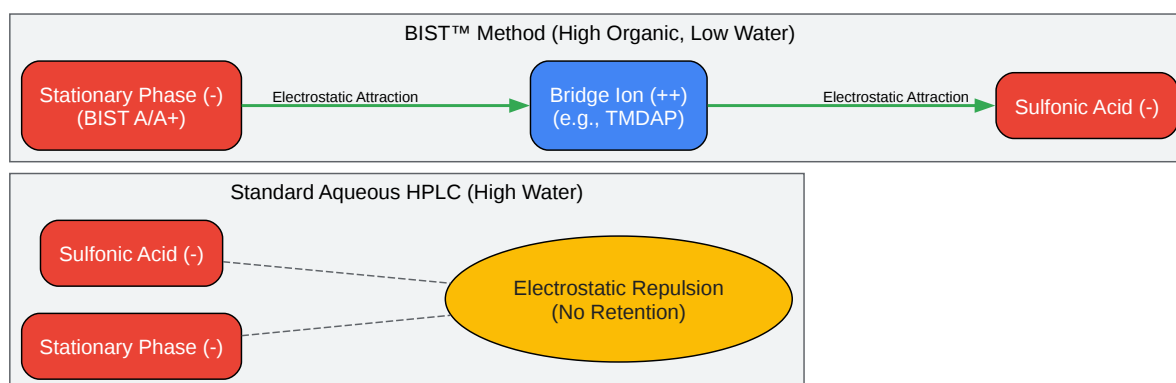 BIST™ Method (High Organic, Low Water)
Stationary Phase (-)
(BIST A/A+)
Electrostatic Attraction
Bridge Ion (++)
(e.g., TMDAP)
Electrostatic Attraction
Sulfonic Acid (-)
Standard Aqueous HPLC (High Water)
Sulfonic Acid (-)
Stationary Phase (-)
Electrostatic Repulsion
(No Retention)